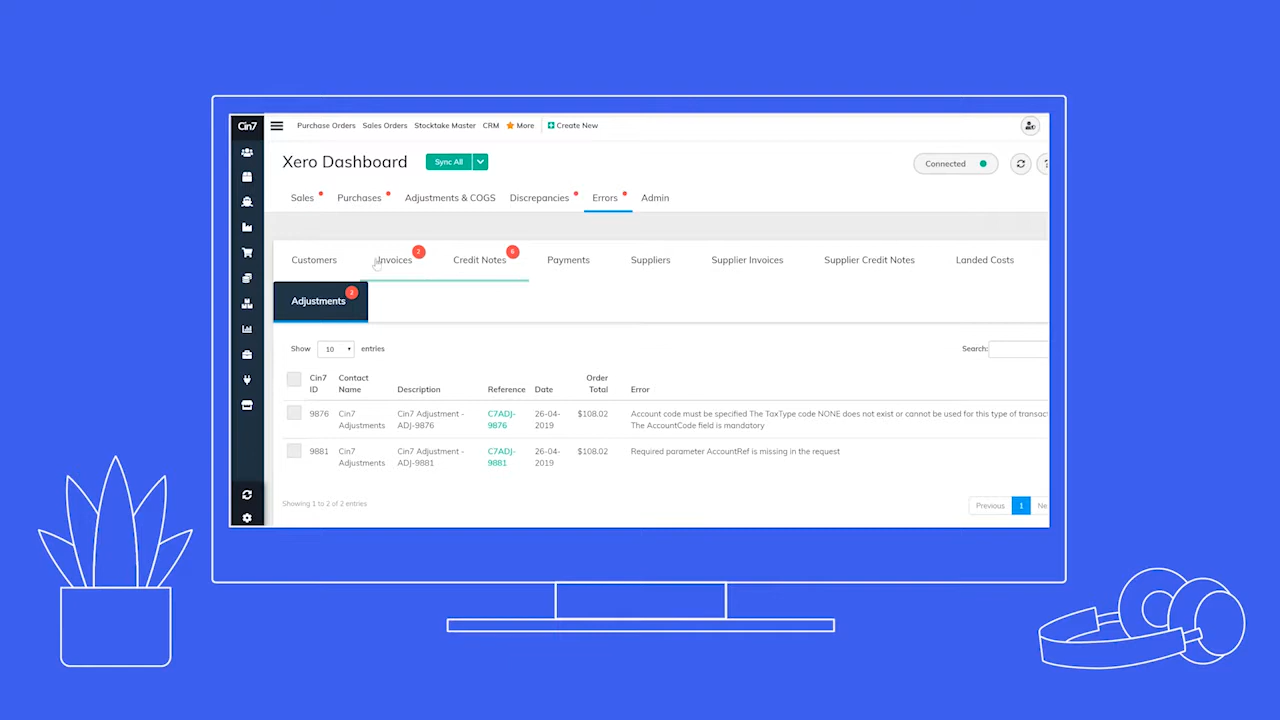 Cin7 Purchase Orders Sales Orders Stocktake Master CRM More Create New
Xero Dashboard Sync All Connected ?
Sales Purchases Adjustments & COGS Discrepancies Errors Admin
Customers Invoices 2 Credit Notes 6 Payments Suppliers Supplier Invoices Supplier Credit Notes Landed Costs
Adjustments 2
Show 10 entries Search:
Cin7 ID Contact Name Description Reference Date Order Total Error
9876 Cin7 Adjustments Cin7 Adjustment - ADJ-9876 C7ADJ-9876 26-04-2019 $108.02 Account code must be specified The TaxType code NONE does not exist or cannot be used for this type of transac
The AccountCode field is mandatory
9881 Cin7 Adjustments Cin7 Adjustment - ADJ-9881 C7ADJ-9881 26-04-2019 $108.02 Required parameter AccountRef is missing in the request
Showing 1 to 2 of 2 entries Previous 1 Ne